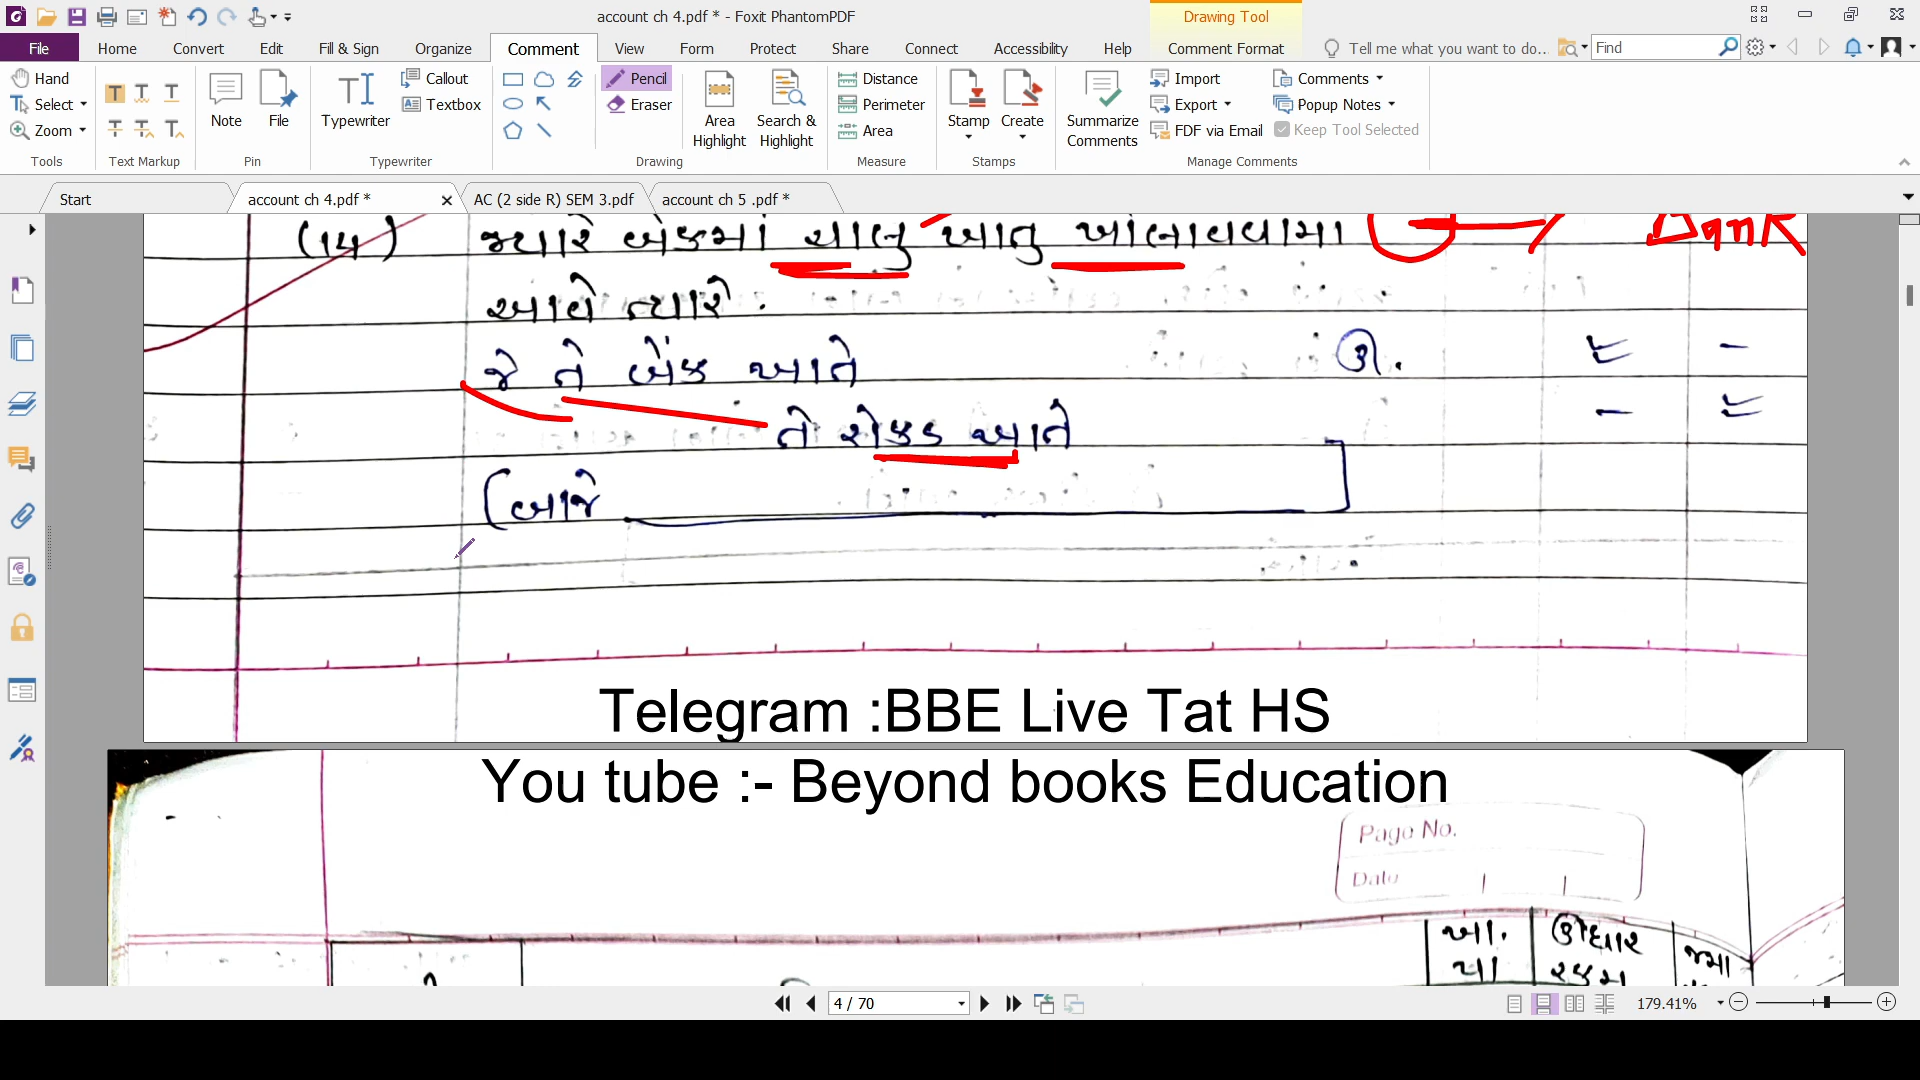 account ch 4.pdf * - Foxit PhantomPDF
Drawing Tool
File Home Convert Edit Fill & Sign Organize Comment View Form Protect Share Connect Accessibility Help Comment Format Tell me what you want to do... Find
Hand
Select
Zoom
Tools
Text Markup
Note
File
Pin
Typewriter
Callout
Textbox
Typewriter
Pencil
Eraser
Area Highlight
Search & Highlight
Drawing
Distance
Perimeter
Area
Measure
Stamp
Create
Stamps
Summarize Comments
Import
Export
FDF via Email
Comments
Popup Notes
Keep Tool Selected
Manage Comments
Start
account ch 4.pdf *
AC (2 side R) SEM 3.pdf
account ch 5 .pdf *
(૧૫) જ્યારે બેંકમાં ચાલુ ખાતુ ખોલાવવામા
આવે ત્યારે.
જે તે બેંક ખાતે ઉ. ૪ –
તે રોકડ ખાતે – ૪
(બાજે
Telegram :BBE Live Tat HS
You tube :- Beyond books Education
Page No.
Date
ખા. ઉધાર જમા
પા રકમ
4 / 70
179.41%